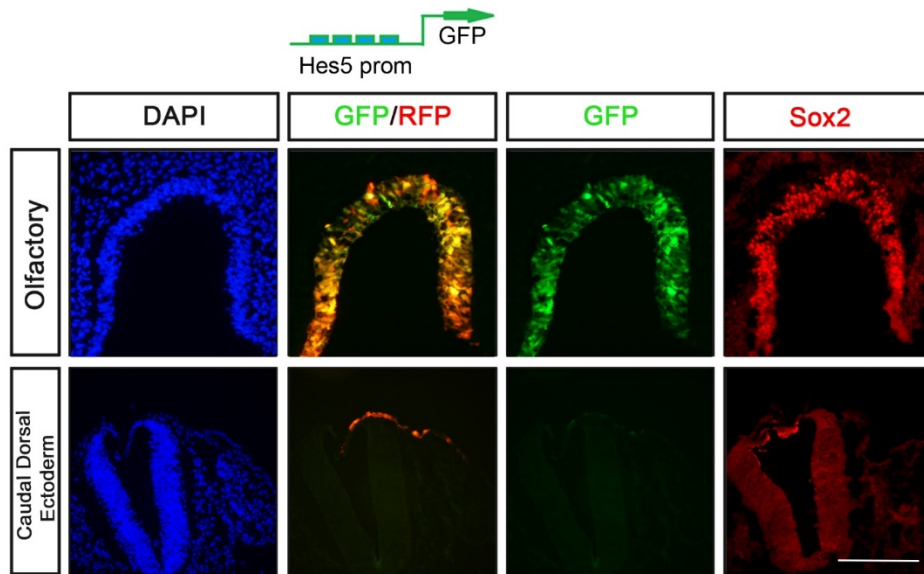 GFP
Hes5 prom
DAPI
GFP/RFP
GFP
Sox2
Olfactory
Caudal Dorsal
Ectoderm